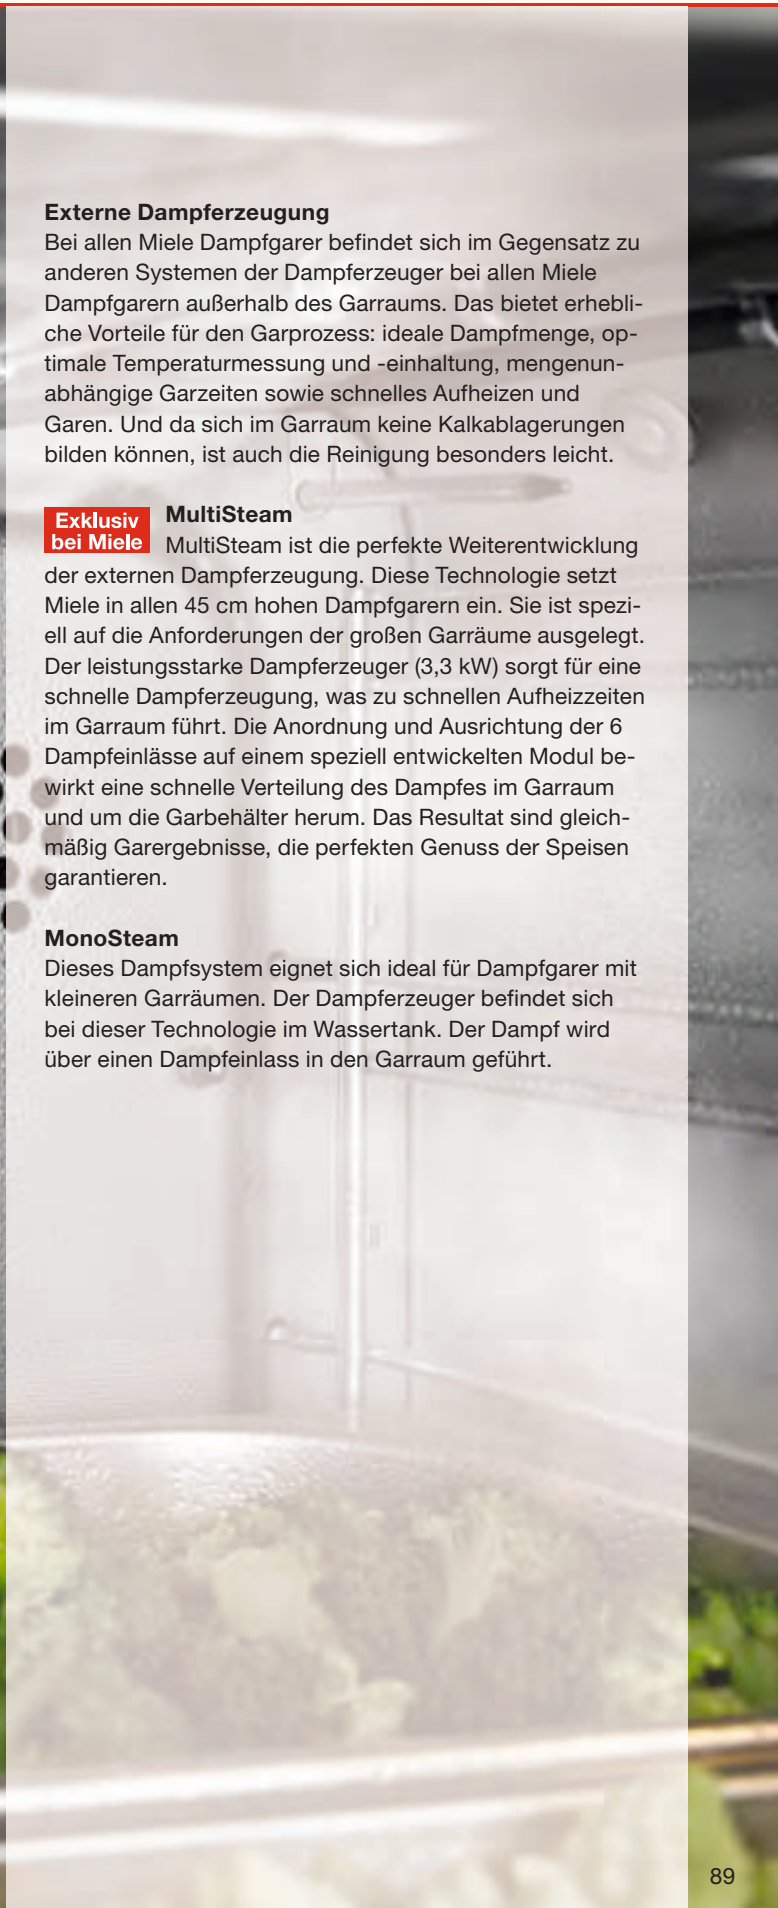 Externe Dampferzeugung
Bei allen Miele Dampfgarer befindet sich im Gegensatz zu
anderen Systemen der Dampferzeuger bei allen Miele
Dampfgarern außerhalb des Garraums. Das bietet erhebli-
che Vorteile für den Garprozess: ideale Dampfmenge, op-
timale Temperaturmessung und -einhaltung, mengenun-
abhängige Garzeiten sowie schnelles Aufheizen und
Garen. Und da sich im Garraum keine Kalkablagerungen
bilden können, ist auch die Reinigung besonders leicht.
Exklusiv
bei Miele
MultiSteam
MultiSteam ist die perfekte Weiterentwicklung
der externen Dampferzeugung. Diese Technologie setzt
Miele in allen 45 cm hohen Dampfgarern ein. Sie ist spezi-
ell auf die Anforderungen der großen Garräume ausgelegt.
Der leistungsstarke Dampferzeuger (3,3 kW) sorgt für eine
schnelle Dampferzeugung, was zu schnellen Aufheizzeiten
im Garraum führt. Die Anordnung und Ausrichtung der 6
Dampfeinlässe auf einem speziell entwickelten Modul be-
wirkt eine schnelle Verteilung des Dampfes im Garraum
und um die Garbehälter herum. Das Resultat sind gleich-
mäßig Garergebnisse, die perfekten Genuss der Speisen
garantieren.
MonoSteam
Dieses Dampfsystem eignet sich ideal für Dampfgarer mit
kleineren Garräumen. Der Dampferzeuger befindet sich
bei dieser Technologie im Wassertank. Der Dampf wird
über einen Dampfeinlass in den Garraum geführt.
89